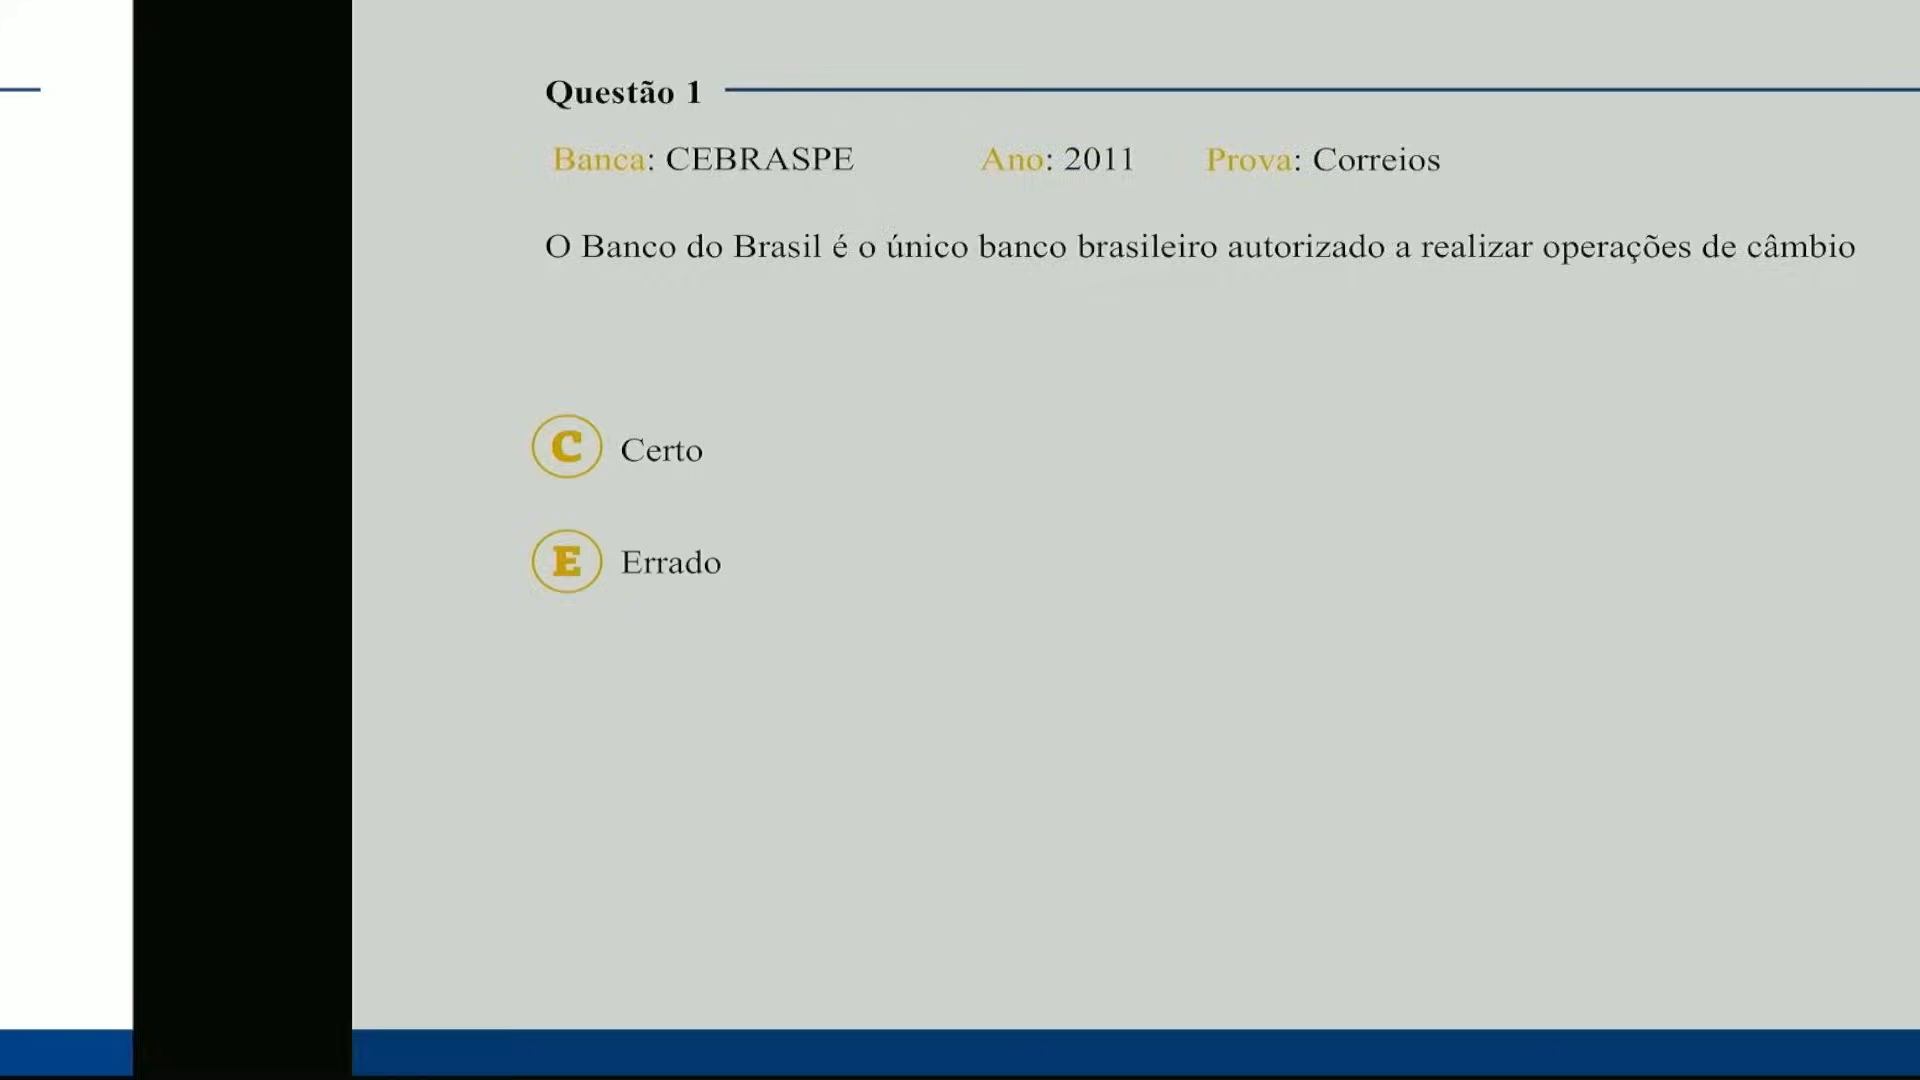 Questão 1
Banca: CEBRASPE Ano: 2011 Prova: Correios
O Banco do Brasil é o único banco brasileiro autorizado a realizar operações de câmbio
C Certo
E Errado